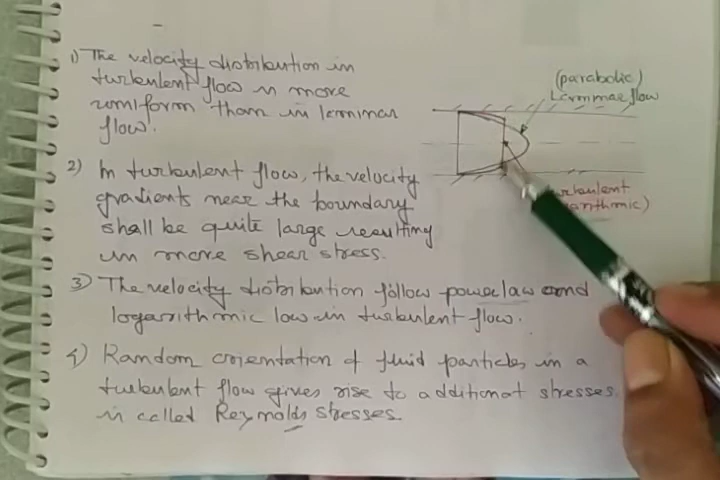 1) The velocity distribution in
turbulent flow is more
uniform than in laminar
flow.
(parabolic)
Laminar flow
2) In turbulent flow, the velocity
gradients near the boundary
shall be quite large resulting
in more shear stress.
3) The velocity distribution follow power law and
logarithmic law in turbulent flow.
4) Random orientation of fluid particles in a
turbulent flow gives rise to additional stresses
is called Reynolds stresses.